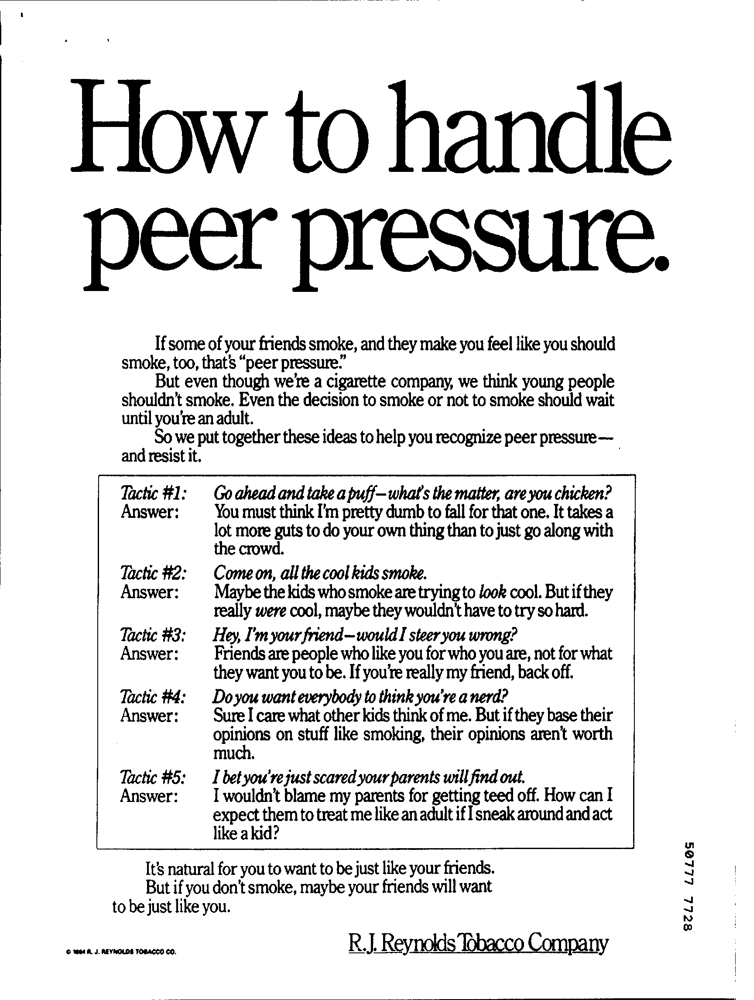 How to handle
peer pressure.
If some of your friends smoke, and they make you feel like you should
smoke, too, that's “peer pressure.”
But even though we're a cigarette company, we think young people
shouldn't smoke. Even the decision to smoke or not to smoke should wait
until you're an adult.
So we put together these ideas to help you recognize peer pressure—
and resist it.
Tactic #1: Go ahead and take a puff—what's the matter, are you chicken?
Answer: You must think I'm pretty dumb to fall for that one. It takes a
lot more guts to do your own thing than to just go along with
the crowd.
Tactic #2: Come on, all the cool kids smoke.
Answer: Maybe the kids who smoke are trying to look cool. But if they
really were cool, maybe they wouldn't have to try so hard.
Tactic #3: Hey, I'm your friend—would I steer you wrong?
Answer: Friends are people who like you for who you are, not for what
they want you to be. If you're really my friend, back off.
Tactic #4: Do you want everybody to think you're a nerd?
Answer: Sure I care what other kids think of me. But if they base their
opinions on stuff like smoking, their opinions aren't worth
much.
Tactic #5: I bet you're just scared your parents will find out.
Answer: I wouldn't blame my parents for getting teed off. How can I
expect them to treat me like an adult if I sneak around and act
like a kid?
It's natural for you to want to be just like your friends.
But if you don't smoke, maybe your friends will want
to be just like you.
R.J. Reynolds Tobacco Company
© 1984 R. J. REYNOLDS TOBACCO CO.
50777 7728